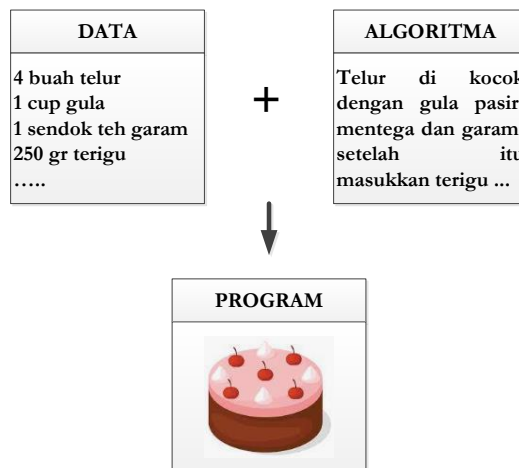 DATA
4 buah telur
1 cup gula
1 sendok teh garam
250 gr terigu
.....
+
ALGORITMA
Telur di kocok
dengan gula pasir
mentega dan garam
setelah itu
masukkan terigu ...
PROGRAM